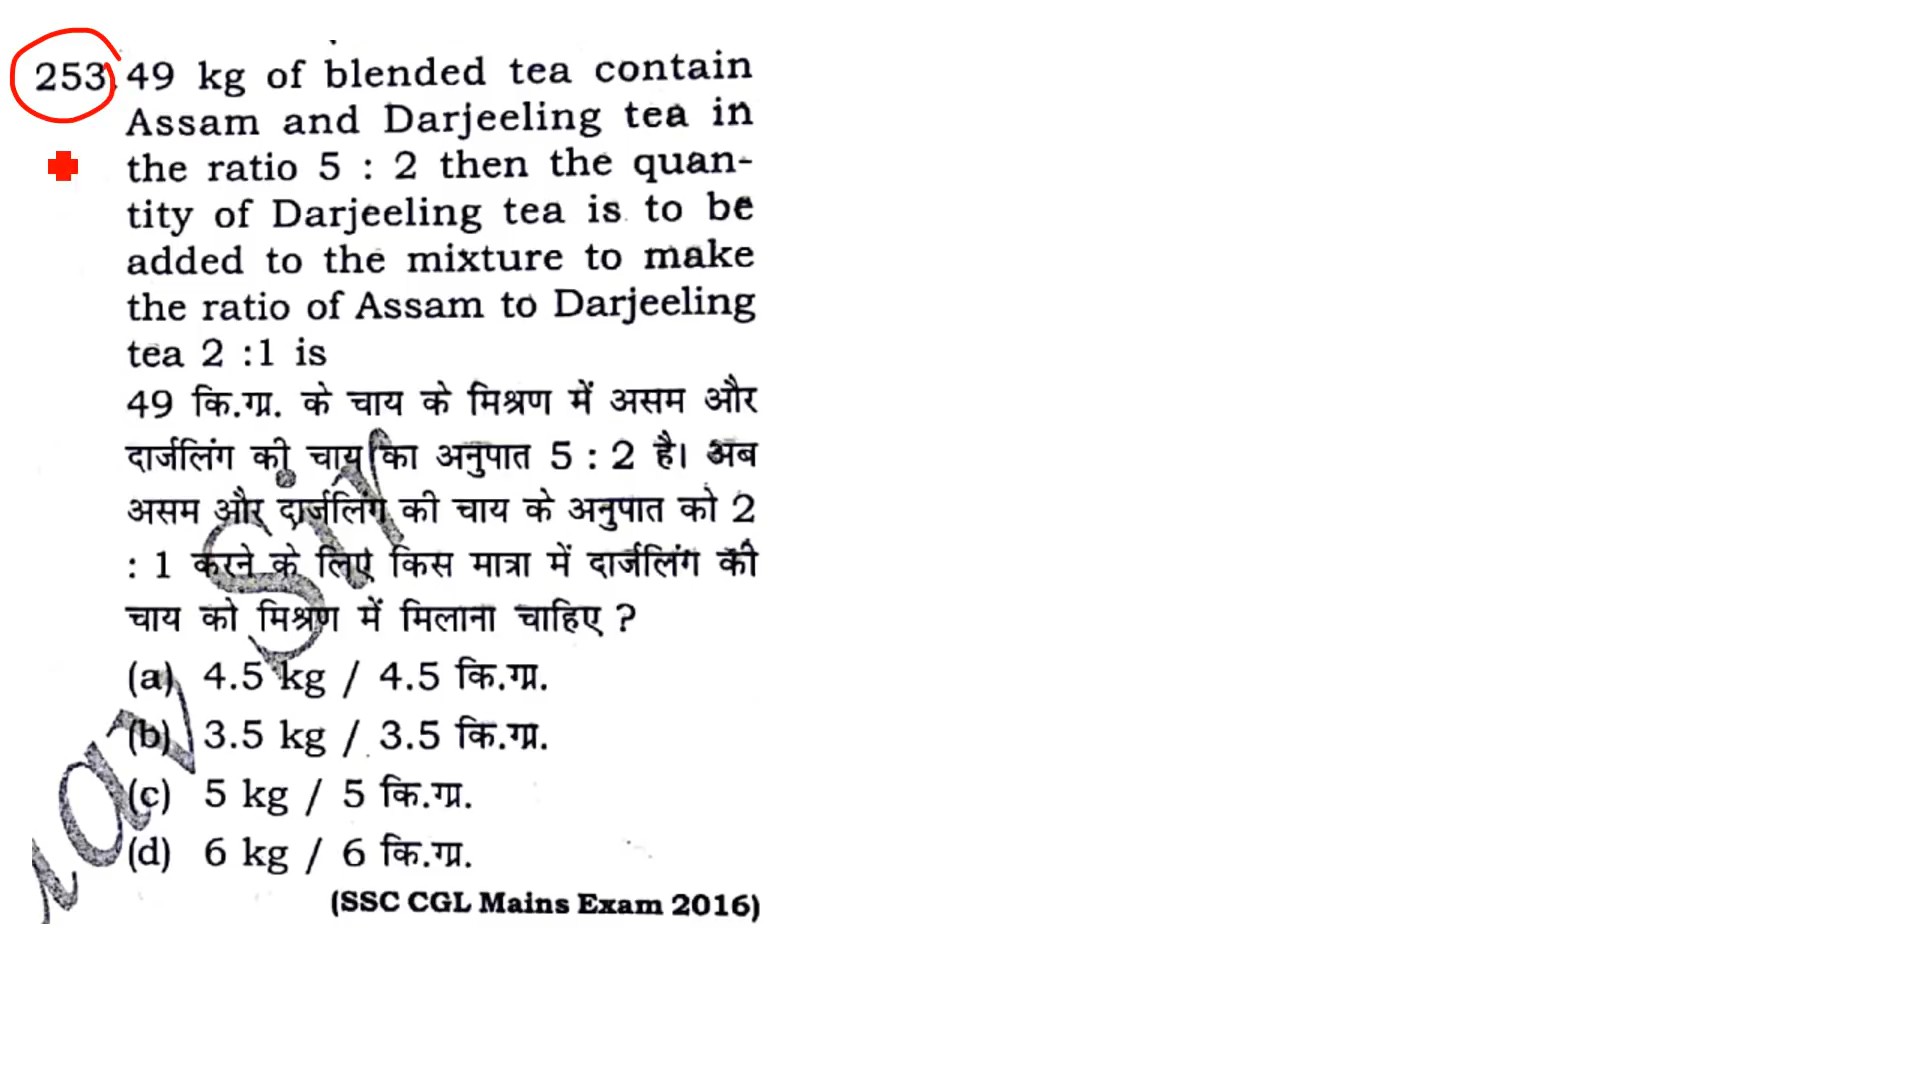 253. 49 kg of blended tea contain
Assam and Darjeeling tea in
the ratio 5 : 2 then the quan-
tity of Darjeeling tea is to be
added to the mixture to make
the ratio of Assam to Darjeeling
tea 2 :1 is
49 कि.ग्रा. के चाय के मिश्रण में असम और
दार्जलिंग की चाय का अनुपात 5 : 2 है। अब
असम और दार्जलिंग की चाय के अनुपात को 2
: 1 करने के लिए किस मात्रा में दार्जलिंग की
चाय को मिश्रण में मिलाना चाहिए ?
(a) 4.5 kg / 4.5 कि.ग्रा.
(b) 3.5 kg / 3.5 कि.ग्रा.
(c) 5 kg / 5 कि.ग्रा.
(d) 6 kg / 6 कि.ग्रा.
(SSC CGL Mains Exam 2016)
Sir